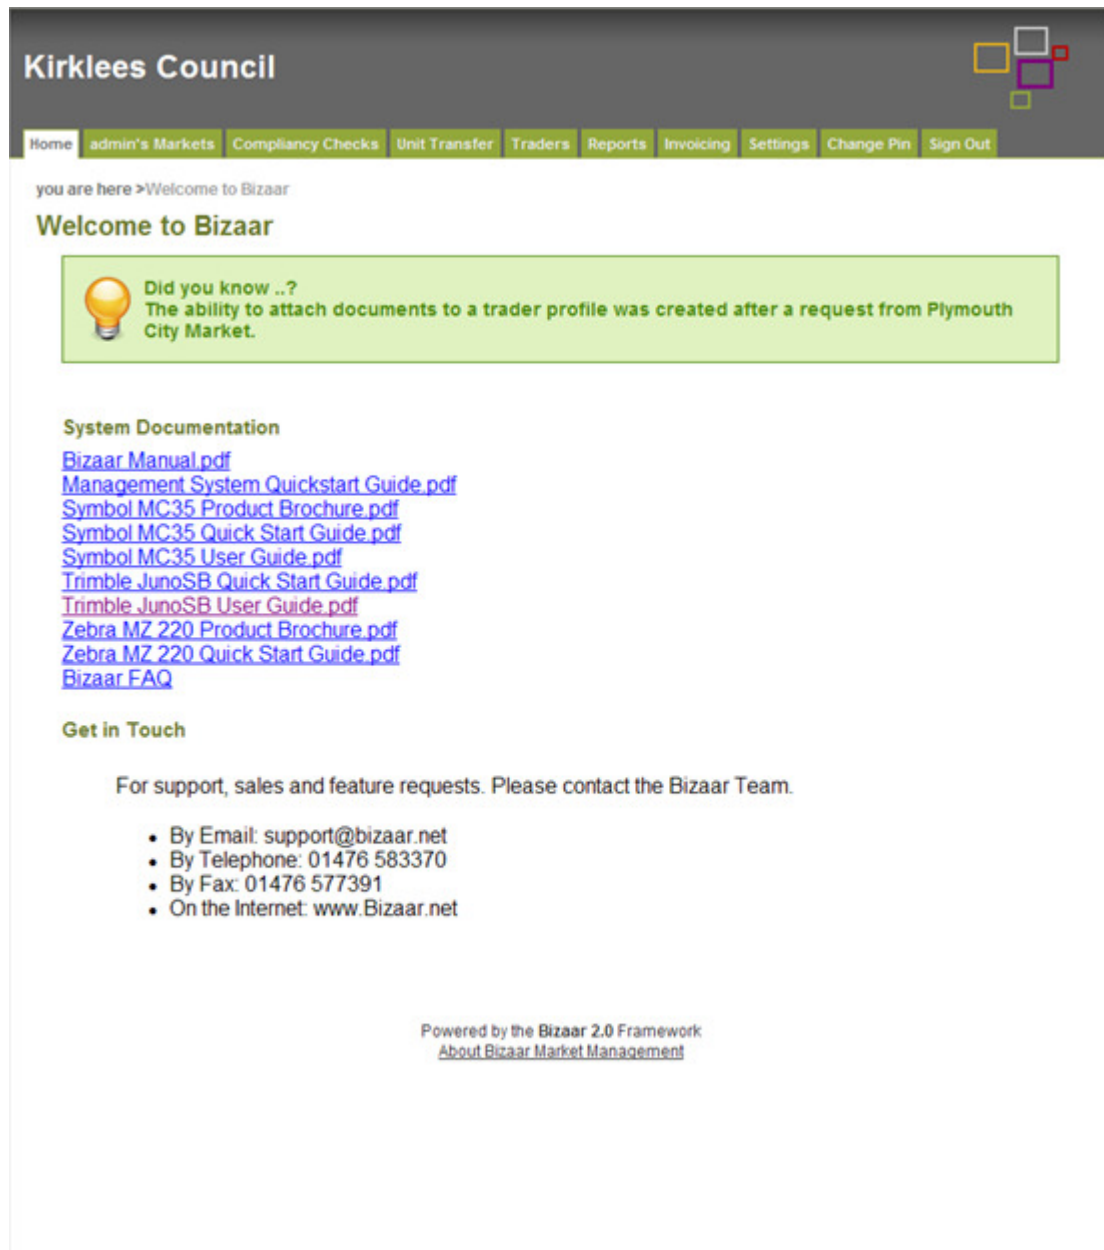 Kirklees Council
Home admin's Markets Compliancy Checks Unit Transfer Traders Reports Invoicing Settings Change Pin Sign Out
you are here >Welcome to Bizaar
Welcome to Bizaar
Did you know ..?
The ability to attach documents to a trader profile was created after a request from Plymouth
City Market.
System Documentation
Bizaar Manual.pdf
Management System Quickstart Guide.pdf
Symbol MC35 Product Brochure.pdf
Symbol MC35 Quick Start Guide.pdf
Symbol MC35 User Guide.pdf
Trimble JunoSB Quick Start Guide.pdf
Trimble JunoSB User Guide.pdf
Zebra MZ 220 Product Brochure.pdf
Zebra MZ 220 Quick Start Guide.pdf
Bizaar FAQ
Get in Touch
For support, sales and feature requests. Please contact the Bizaar Team.
• By Email: support@bizaar.net
• By Telephone: 01476 583370
• By Fax: 01476 577391
• On the Internet: www.Bizaar.net
Powered by the Bizaar 2.0 Framework
About Bizaar Market Management